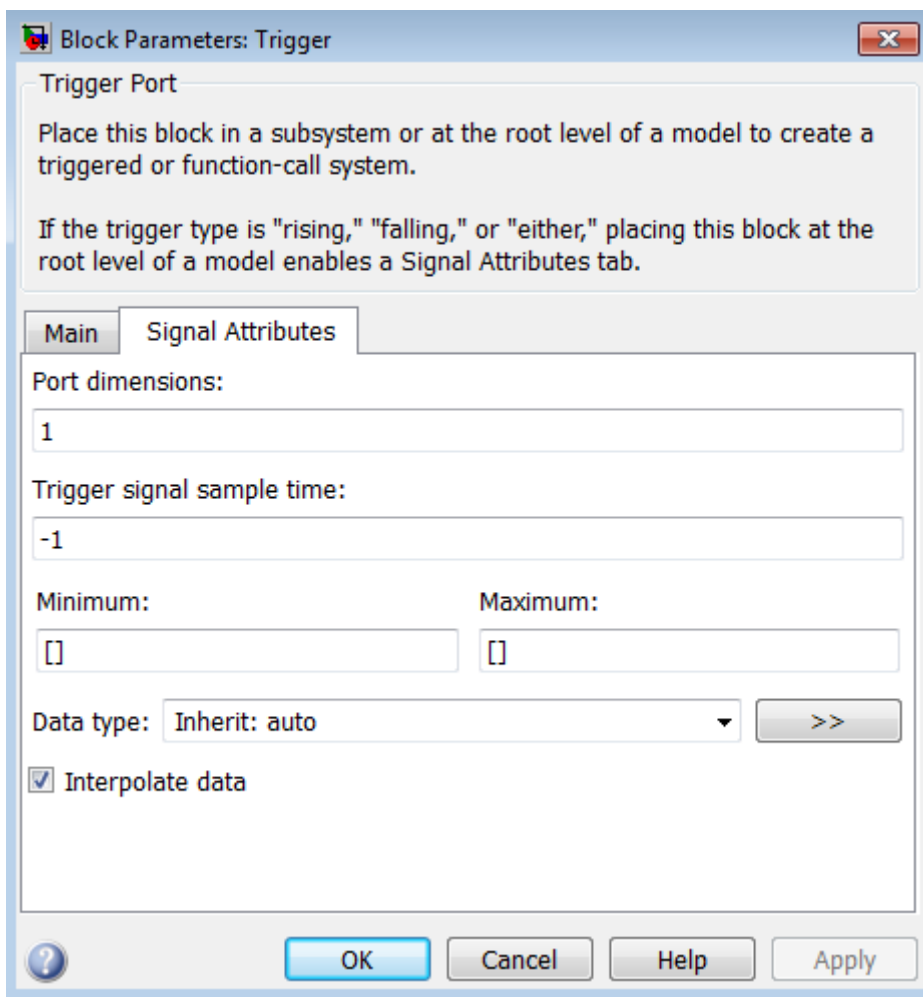 Block Parameters: Trigger
Trigger Port
Place this block in a subsystem or at the root level of a model to create a
triggered or function-call system.
If the trigger type is "rising," "falling," or "either," placing this block at the
root level of a model enables a Signal Attributes tab.
Main Signal Attributes
Port dimensions:
1
Trigger signal sample time:
-1
Minimum: Maximum:
[] []
Data type: Inherit: auto >>
Interpolate data
? OK Cancel Help Apply